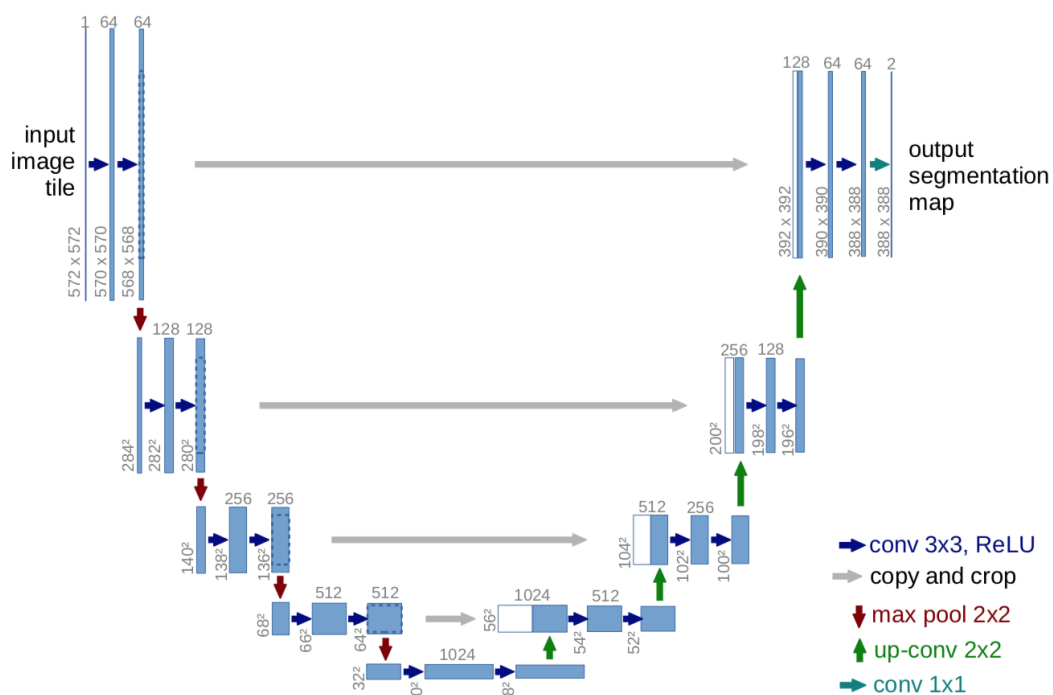 1 64 64
128 64 64 2
input
image
tile
output
segmentation
map
572 x 572
570 x 570
568 x 568
392 x 392
390 x 390
388 x 388
388 x 388
128 128
256 128
284²
282²
280²
200²
198²
196²
256 256
512 256
140²
138²
136²
104²
102²
100²
conv 3x3, ReLU
copy and crop
max pool 2x2
up-conv 2x2
conv 1x1
512 512
1024 512
68²
66²
64²
56²
54²
52²
1024
32²